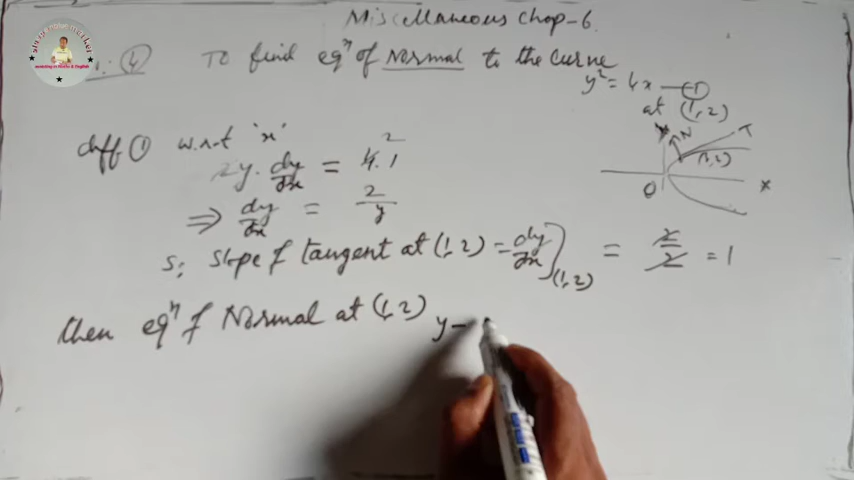 Miscellaneous Chop-6.
④ To find eqⁿ of Normal to the curve
y² = 4x —①
at (1,2)
diff ① w.r.t 'x'
2y. dy/dx = 4.1
2
⇒ dy/dx = 2/y
N T
(1,2)
O X
S; slope of tangent at (1,2) = dy/dx)(1,2) = 2/2 = 1
then eqⁿ of Normal at (1,2) y-